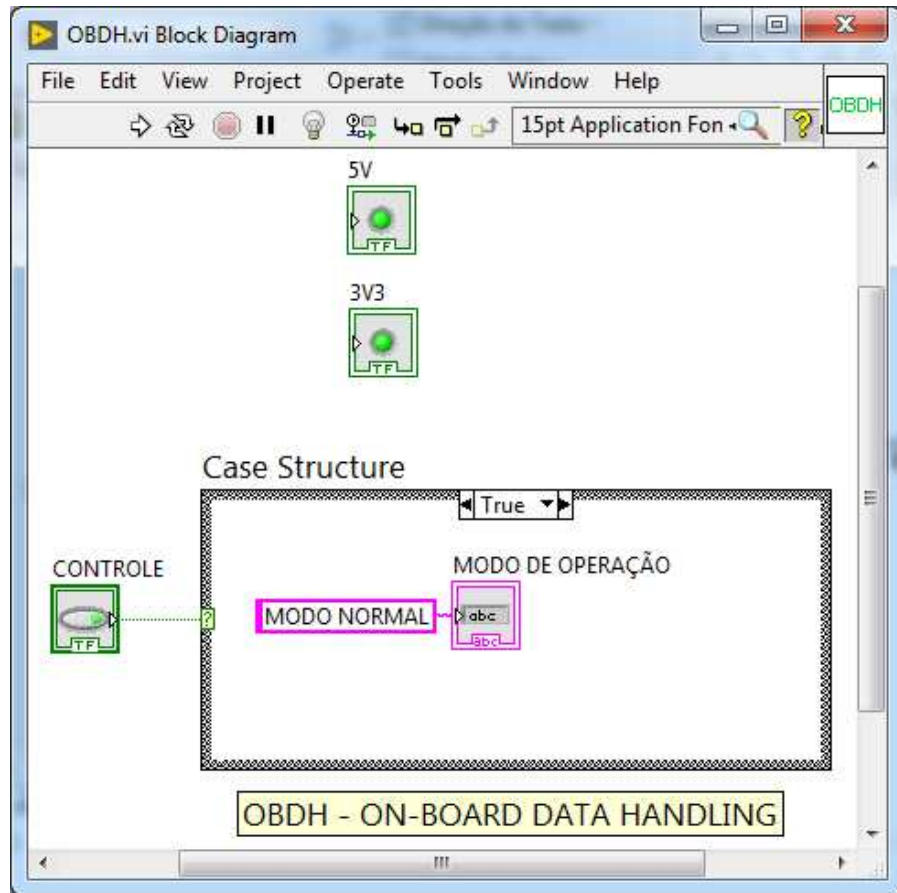 OBDH.vi Block Diagram
File Edit View Project Operate Tools Window Help
OBDH
15pt Application Fon
?
5V
TF
3V3
TF
Case Structure
True
CONTROLE
TF
?
MODO DE OPERAÇÃO
MODO NORMAL
abc
abc
OBDH - ON-BOARD DATA HANDLING